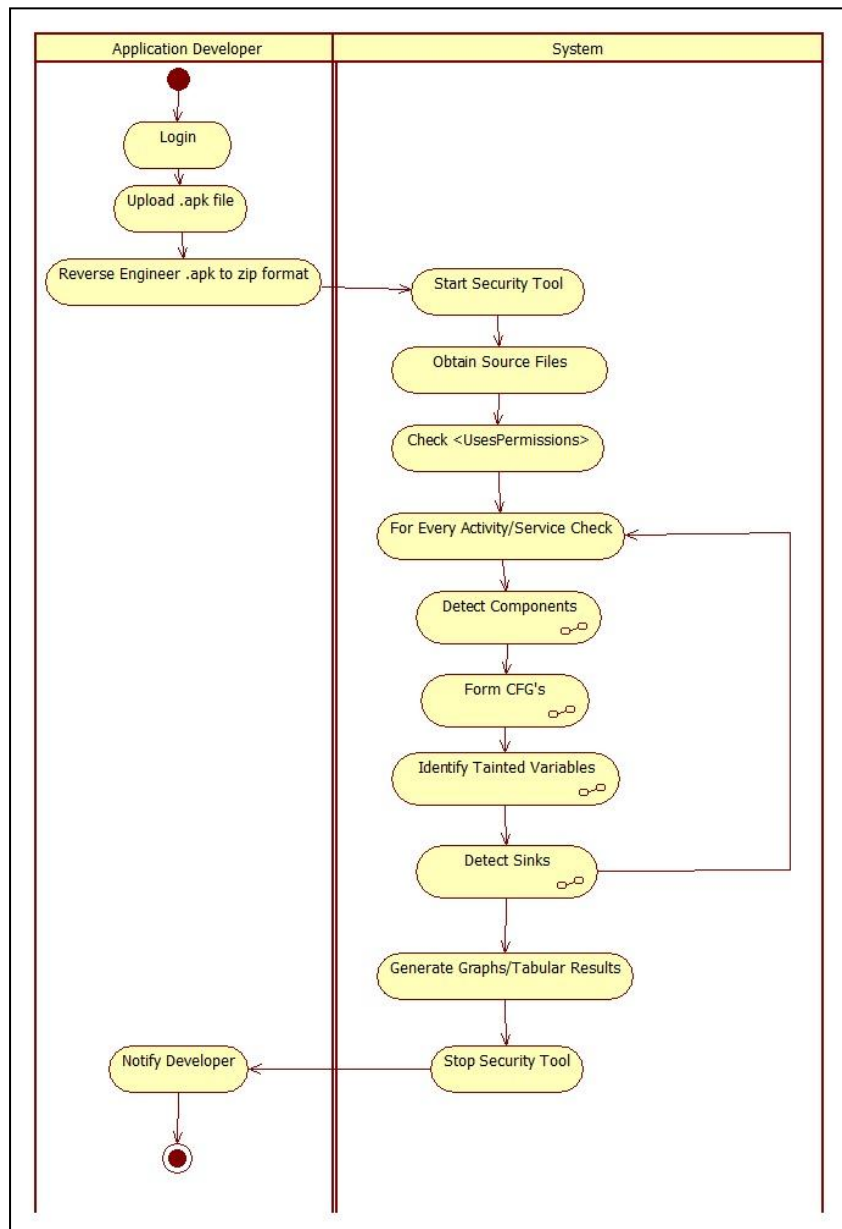 Application Developer
System
Login
Upload .apk file
Reverse Engineer .apk to zip format
Start Security Tool
Obtain Source Files
Check <UsesPermissions>
For Every Activity/Service Check
Detect Components
Form CFG's
Identify Tainted Variables
Detect Sinks
Generate Graphs/Tabular Results
Stop Security Tool
Notify Developer